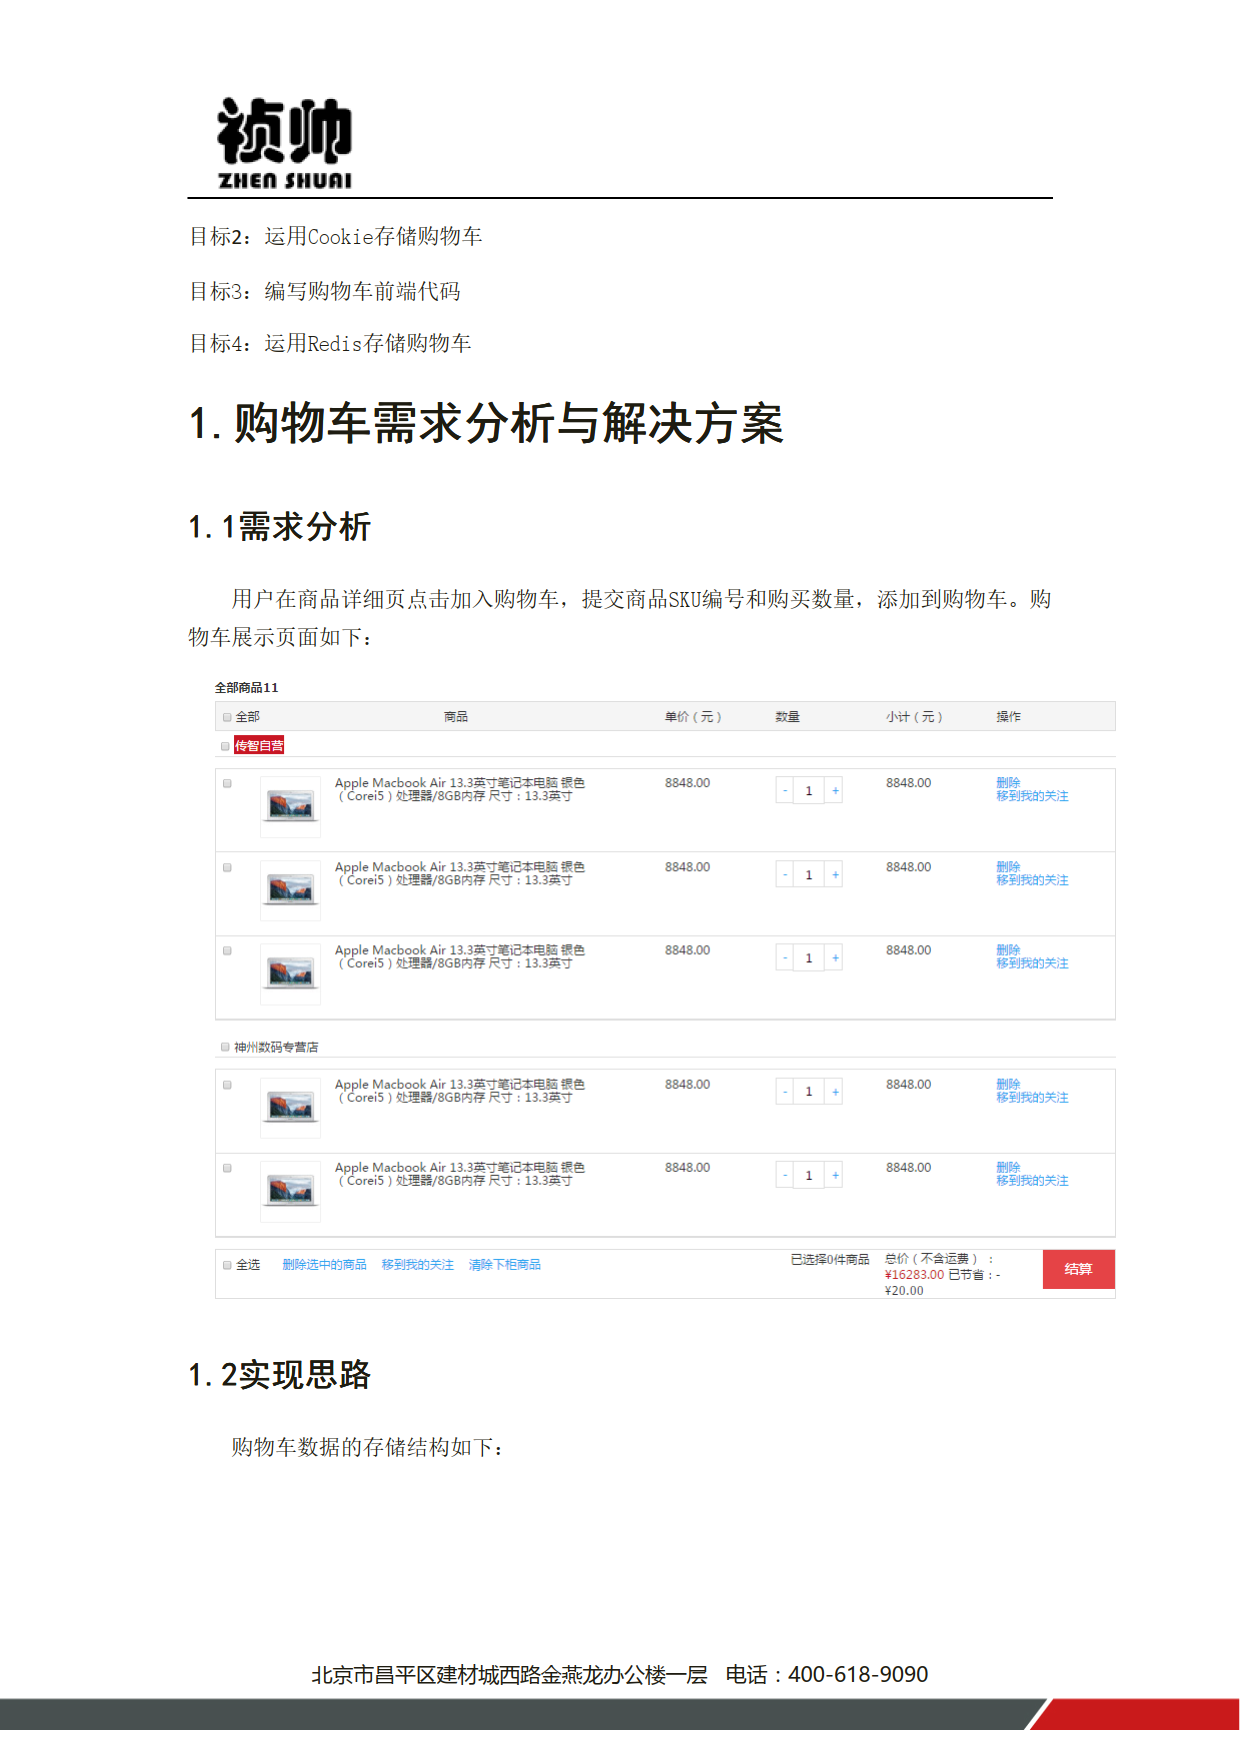 祯帅
ZHEN SHUAI
目标2：运用Cookie存储购物车
目标3：编写购物车前端代码
目标4：运用Redis存储购物车
1.购物车需求分析与解决方案
1.1需求分析
用户在商品详细页点击加入购物车，提交商品SKU编号和购买数量，添加到购物车。购
物车展示页面如下：
全部商品11
全部 商品 单价（元） 数量 小计（元） 操作
传智自营
Apple Macbook Air 13.3英寸笔记本电脑 银色 8848.00 - 1 + 8848.00 删除
（Corei5）处理器/8GB内存 尺寸：13.3英寸 移到我的关注
Apple Macbook Air 13.3英寸笔记本电脑 银色 8848.00 - 1 + 8848.00 删除
（Corei5）处理器/8GB内存 尺寸：13.3英寸 移到我的关注
Apple Macbook Air 13.3英寸笔记本电脑 银色 8848.00 - 1 + 8848.00 删除
（Corei5）处理器/8GB内存 尺寸：13.3英寸 移到我的关注
神州数码专营店
Apple Macbook Air 13.3英寸笔记本电脑 银色 8848.00 - 1 + 8848.00 删除
（Corei5）处理器/8GB内存 尺寸：13.3英寸 移到我的关注
Apple Macbook Air 13.3英寸笔记本电脑 银色 8848.00 - 1 + 8848.00 删除
（Corei5）处理器/8GB内存 尺寸：13.3英寸 移到我的关注
全选 删除选中的商品 移到我的关注 清除下柜商品 已选择0件商品 总价（不含运费）： 结算
¥16283.00 已节省：-
¥20.00
1.2实现思路
购物车数据的存储结构如下：
北京市昌平区建材城西路金燕龙办公楼一层 电话：400-618-9090